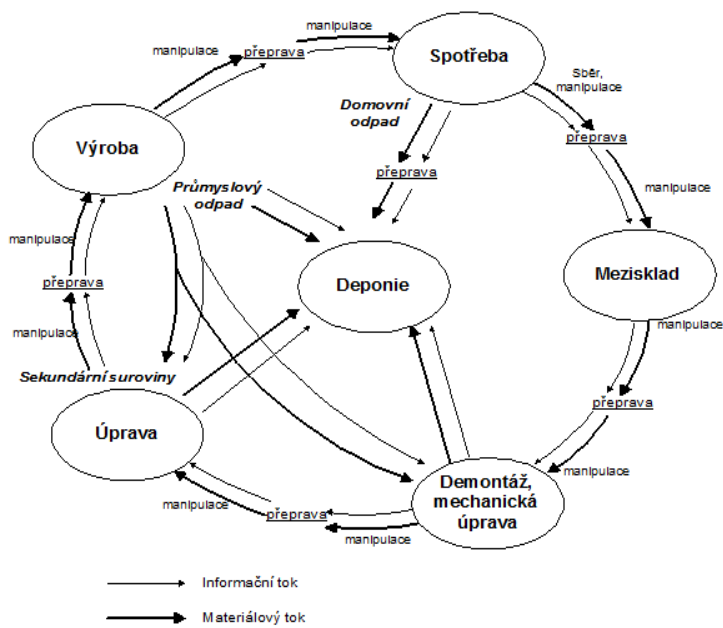 manipulace
manipulace
přeprava
Spotřeba
Sběr,
manipulace
Domovní
odpad
přeprava
Výroba
přeprava
Průmyslový
odpad
manipulace
manipulace
přeprava
Deponie
Mezisklad
manipulace
manipulace
Sekundární suroviny
přeprava
Úprava
manipulace
Demontáž,
mechanická
úprava
manipulace
přeprava
manipulace
Informační tok
Materiálový tok